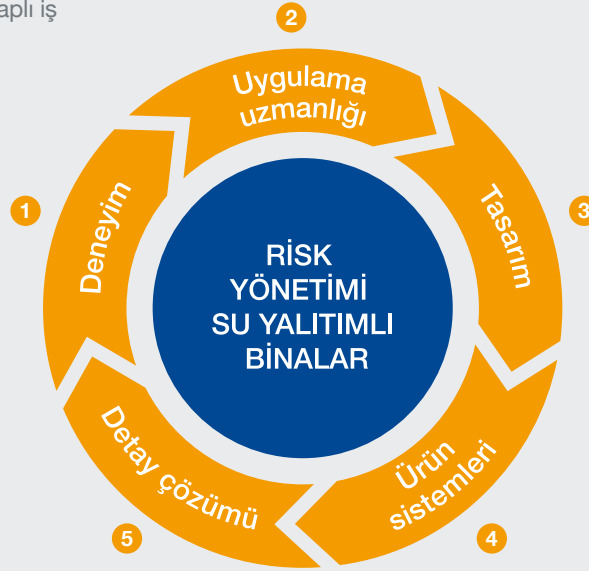 aplı iş
2
Uygulama
uzmanlığı
1
Deneyim
3
Tasarım
RİSK
YÖNETİMİ
SU YALITIMLI
BİNALAR
Detay çözümü
5
Ürün
sistemleri
4